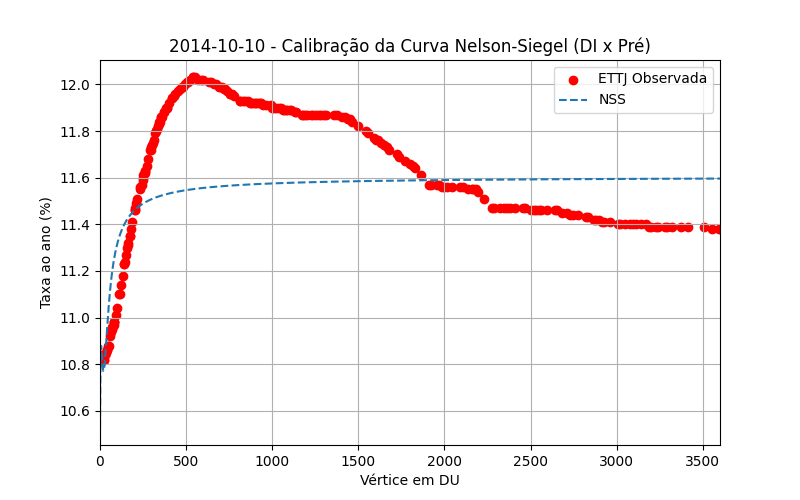 2014-10-10 - Calibração da Curva Nelson-Siegel (DI x Pré)
ETTJ Observada
NSS
12.0
11.8
11.6
11.4
11.2
11.0
10.8
10.6
Taxa ao ano (%)
0 500 1000 1500 2000 2500 3000 3500
Vértice em DU